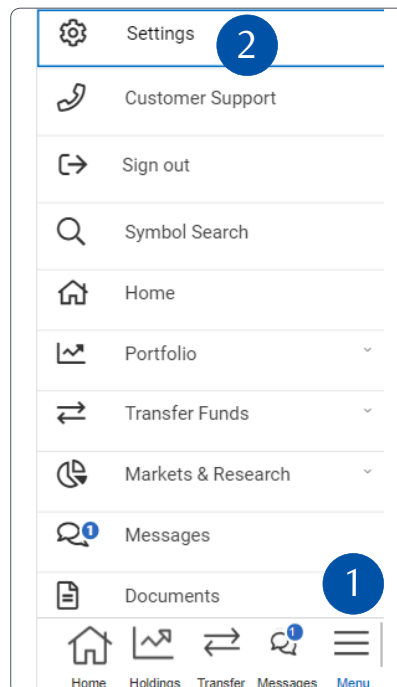 Settings
2
Customer Support
Sign out
Symbol Search
Home
Portfolio
Transfer Funds
Markets & Research
1
Messages
Documents
1
1
Home Holdings Transfer Messages Menu